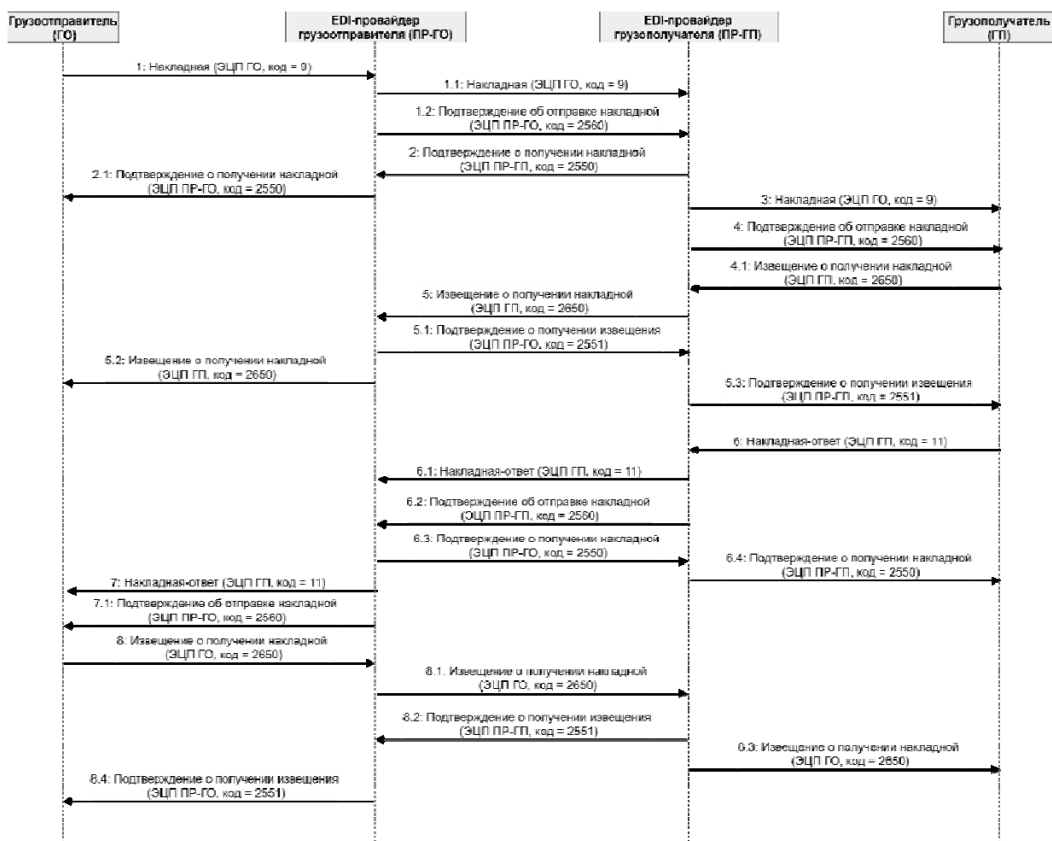 Грузоотправитель
(ГО)
EDI-провайдер
грузоотправителя (ПР-ГО)
EDI-провайдер
грузополучателя (ПР-ГП)
Грузополучатель
(ГП)
1: Накладная (ЭЦП ГО, код = 9)
1.1: Накладная (ЭЦП ГО, код = 9)
1.2: Подтверждение об отправке накладной
(ЭЦП ПР-ГО, код = 2560)
2: Подтверждение о получении накладной
(ЭЦП ПР-ГП, код = 2550)
2.1: Подтверждение о получении накладной
(ЭЦП ПР-ГО, код = 2550)
3: Накладная (ЭЦП ГО, код = 9)
4: Подтверждение об отправке накладной
(ЭЦП ПР-ГП, код = 2560)
4.1: Извещение о получении накладной
(ЭЦП ГП, код = 2650)
5: Извещение о получении накладной
(ЭЦП ГП, код = 2650)
5.1: Подтверждение о получении извещения
(ЭЦП ПР-ГО, код = 2551)
5.2: Извещение о получении накладной
(ЭЦП ГП, код = 2650)
5.3: Подтверждение о получении извещения
(ЭЦП ПР-ГП, код = 2551)
6: Накладная-ответ (ЭЦП ГП, код = 11)
6.1: Накладная-ответ (ЭЦП ГП, код = 11)
6.2: Подтверждение об отправке накладной
(ЭЦП ПР-ГП, код = 2560)
6.3: Подтверждение о получении накладной
(ЭЦП ПР-ГО, код = 2550)
6.4: Подтверждение о получении накладной
(ЭЦП ПР-ГП, код = 2550)
7: Накладная-ответ (ЭЦП ГП, код = 11)
7.1: Подтверждение об отправке накладной
(ЭЦП ПР-ГО, код = 2560)
8: Извещение о получении накладной
(ЭЦП ГО, код = 2650)
8.1. Извещение о получении накладной
(ЭЦП ГО, код = 2650)
8.2: Подтверждение о получении извещения
(ЭЦП ПР-ГП, код = 2551)
8.3: Извещение о получении накладной
(ЭЦП ГО, код = 2650)
8.4: Подтверждение о получении извещения
(ЭЦП ПР-ГО, код = 2551)